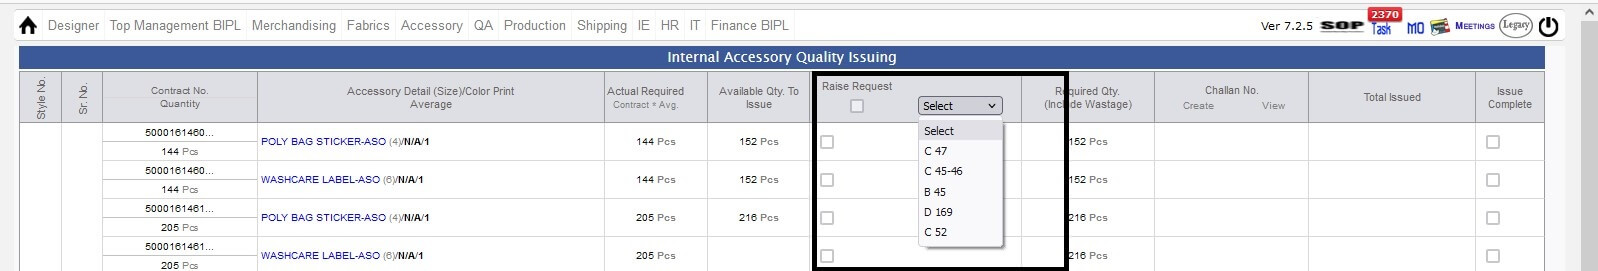 Designer Top Management BIPL Merchandising Fabrics Accessory QA Production Shipping IE HR IT Finance BIPL Ver 7.2.5 SOP 2370 Task MO MEETINGS Legacy
Internal Accessory Quality Issuing
Style No. Sr. No. Contract No. Quantity Accessory Detail (Size)/Color Print Average Actual Required Contract * Avg. Available Qty. To Issue Raise Request Select Required Qty. (Include Wastage) Challan No. Create View Total Issued Issue Complete
Select
C 47
C 45-46
B 45
D 169
C 52
5000161460...
144 Pcs
POLY BAG STICKER-ASO (4)/N/A/1 144 Pcs 152 Pcs 152 Pcs
5000161460...
144 Pcs
WASHCARE LABEL-ASO (6)/N/A/1 144 Pcs 152 Pcs 152 Pcs
5000161461...
205 Pcs
POLY BAG STICKER-ASO (4)/N/A/1 205 Pcs 216 Pcs 216 Pcs
5000161461...
205 Pcs
WASHCARE LABEL-ASO (6)/N/A/1 205 Pcs 216 Pcs